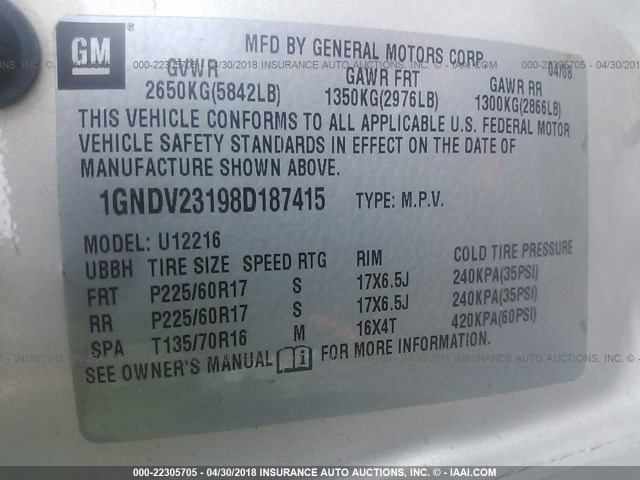 GM
®
MFD BY GENERAL MOTORS CORP
04/08
GVWR GAWR FRT GAWR RR
2650KG(5842LB) 1350KG(2976LB) 1300KG(2866LB)
THIS VEHICLE CONFORMS TO ALL APPLICABLE U.S. FEDERAL MOTOR
VEHICLE SAFETY STANDARDS IN EFFECT ON THE DATE OF
MANUFACTURE SHOWN ABOVE.
1GNDV23198D187415 TYPE: M.P.V.
MODEL: U12216
UBBH TIRE SIZE SPEED RTG RIM COLD TIRE PRESSURE
FRT P225/60R17 S 17X6.5J 240KPA(35PSI)
RR P225/60R17 S 17X6.5J 240KPA(35PSI)
SPA T135/70R16 M 16X4T 420KPA(60PSI)
SEE OWNER'S MANUAL FOR MORE INFORMATION.
000-22305705 - 04/30/2018 INSURANCE AUTO AUCTIONS, INC. - IAAI.COM